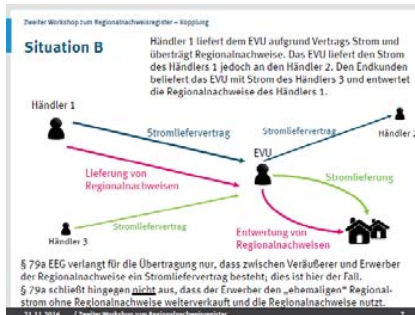 Zweiter Workshop zum Regionalnachweisregister – Kopplung
Situation B
Händler 1 liefert dem EVU aufgrund Vertrags Strom und
überträgt Regionalnachweise. Das EVU liefert den Strom
des Händlers 1 jedoch an den Händler 2. Den Endkunden
beliefert das EVU mit Strom des Händlers 3 und entwertet
die Regionalnachweise des Händlers 1.
Händler 1
Stromliefervertrag
Stromliefervertrag
Händler 2
EVU
Lieferung von
Regionalnachweisen
Stromlieferung
Stromliefervertrag
Händler 3
Entwertung von
Regionalnachweisen
§ 79a EEG verlangt für die Übertragung nur, dass zwischen Veräußerer und Erwerber
der Regionalnachweise ein Stromliefervertrag besteht; dies ist hier der Fall.
§ 79a schließt hingegen nicht aus, dass der Erwerber den „ehemaligen“ Regional-
strom ohne Regionalnachweise weiterverkauft und die Regionalnachweise nutzt.
21.11.2016 / Zweiter Workshop zum Regionalnachweisregister 7